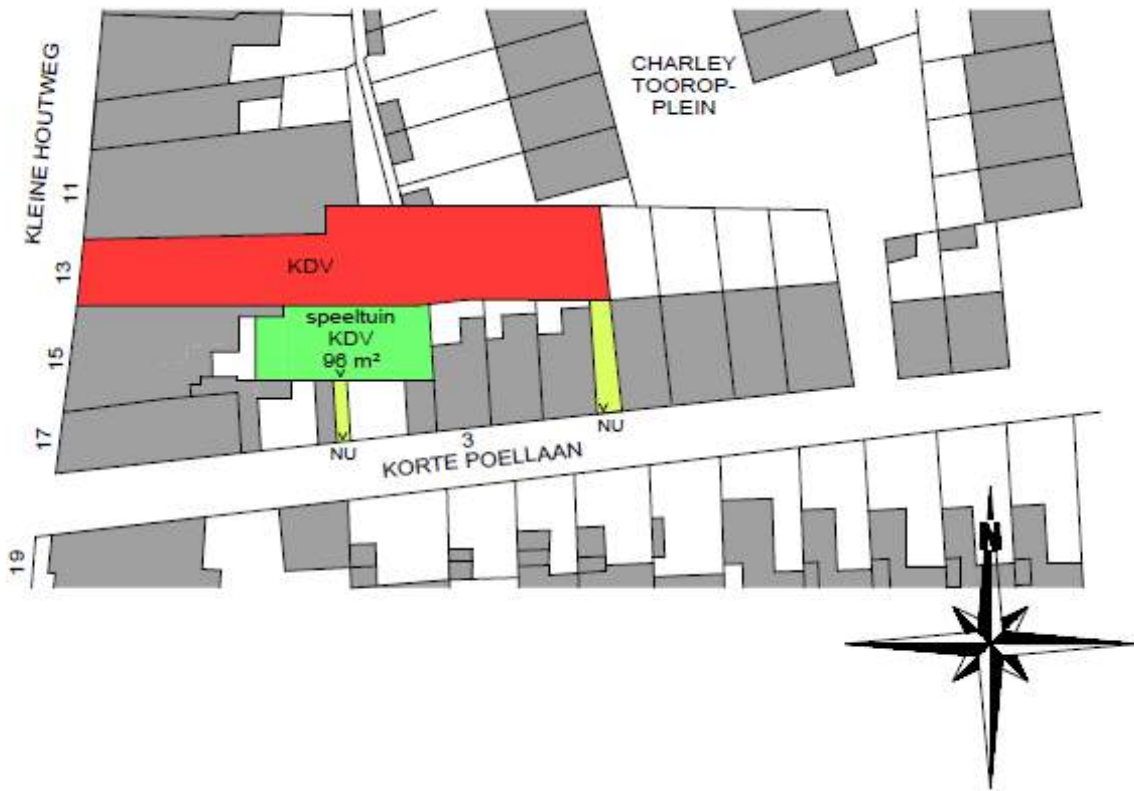 KLEINE HOUTWEG
CHARLEY
TOOROP-
PLEIN
11
13
KDV
speeltuin
KDV
96 m²
15
17
NU
3
NU
KORTE POELLAAN
19
N